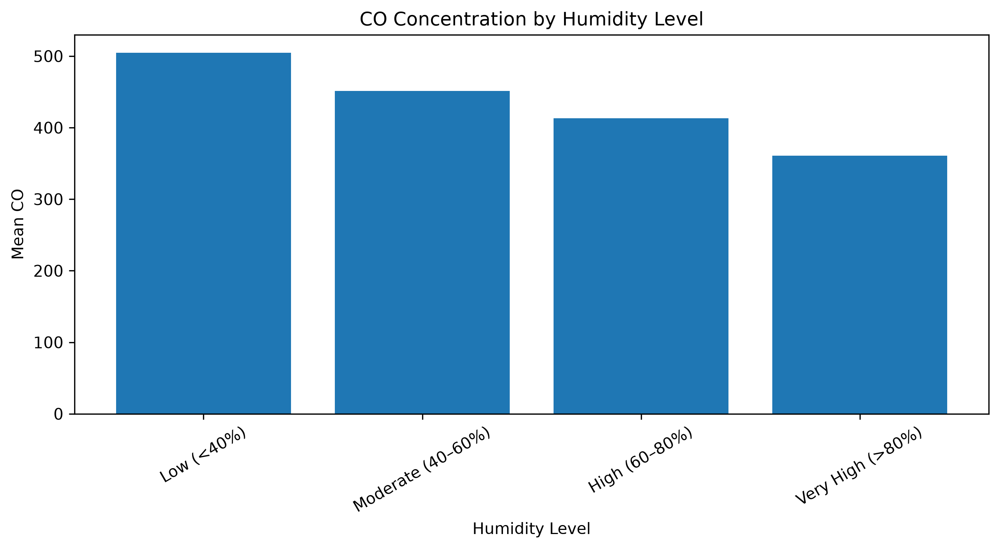 CO Concentration by Humidity Level
Mean CO
500
400
300
200
100
0
Low (<40%)
Moderate (40–60%)
High (60–80%)
Very High (>80%)
Humidity Level